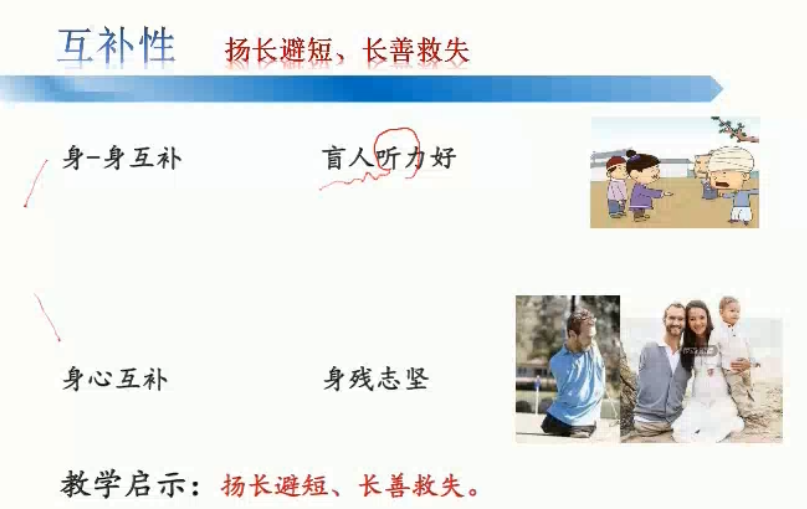 互补性 扬长避短、长善救失
身-身互补 盲人听力好
身心互补 身残志坚
教学启示：扬长避短、长善救失。